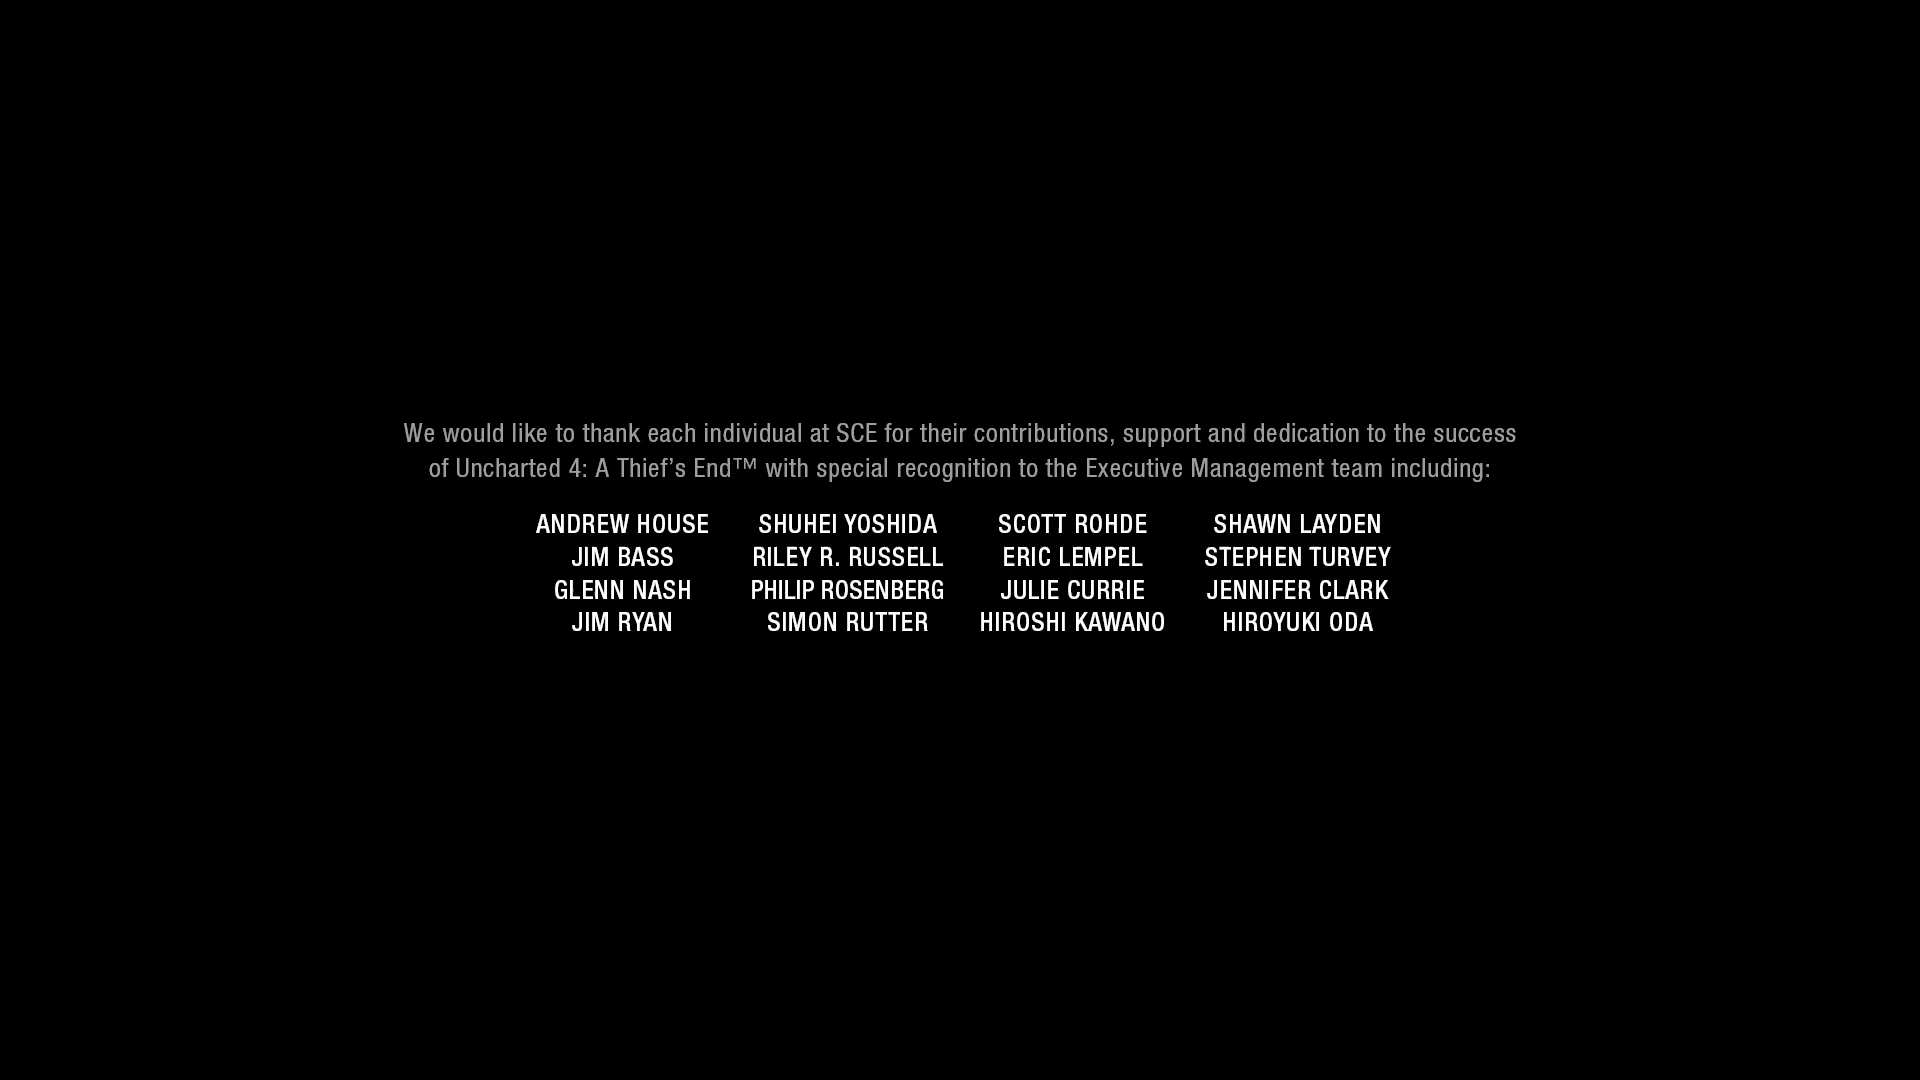 We would like to thank each individual at SCE for their contributions, support and dedication to the success
of Uncharted 4: A Thief’s End™ with special recognition to the Executive Management team including:
ANDREW HOUSE SHUHEI YOSHIDA SCOTT ROHDE SHAWN LAYDEN
JIM BASS RILEY R. RUSSELL ERIC LEMPEL STEPHEN TURVEY
GLENN NASH PHILIP ROSENBERG JULIE CURRIE JENNIFER CLARK
JIM RYAN SIMON RUTTER HIROSHI KAWANO HIROYUKI ODA